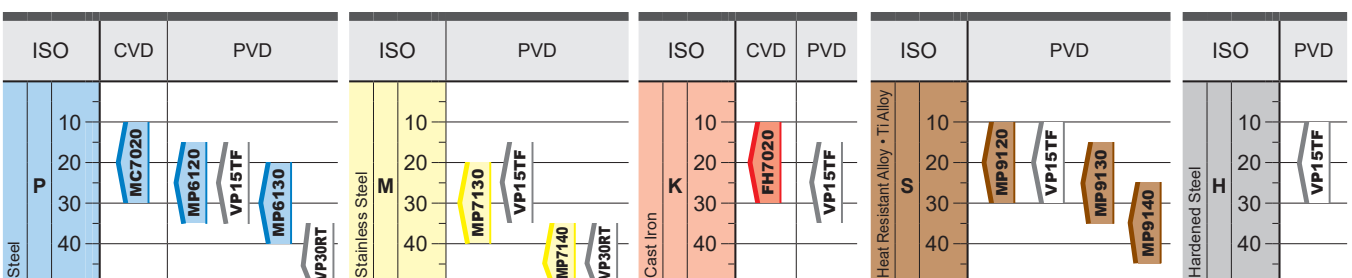 ISO CVD PVD
Steel
P
10
20
30
40
MC7020
MP6120
VP15TF
MP6130
VP30RT
ISO PVD
Stainless Steel
M
10
20
30
40
MP7130
VP15TF
MP7140
VP30RT
ISO CVD PVD
Cast Iron
K
10
20
30
40
FH7020
VP15TF
ISO PVD
Heat Resistant Alloy • Ti Alloy
S
10
20
30
40
MP9120
VP15TF
MP9130
MP9140
ISO PVD
Hardened Steel
H
10
20
30
40
VP15TF